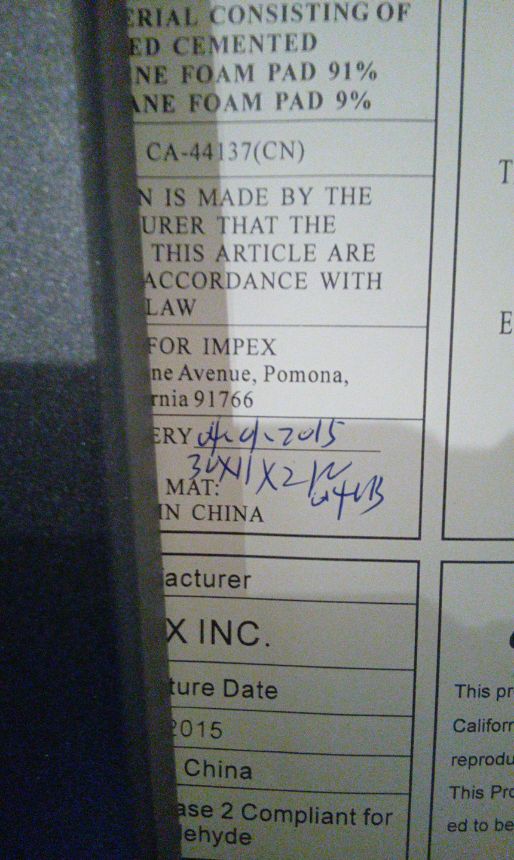 ERIAL CONSISTING OF
ED CEMENTED
NE FOAM PAD 91%
ANE FOAM PAD 9%
CA-44137(CN)
N IS MADE BY THE
URER THAT THE
THIS ARTICLE ARE
ACCORDANCE WITH
LAW
FOR IMPEX
ne Avenue, Pomona,
rnia 91766
ERY 2015
MAT:
IN CHINA
acturer
X INC.
ture Date
2015
China
ase 2 Compliant for
ehyde
T
E
This pr
Californ
reprodu
This Pro
ed to be